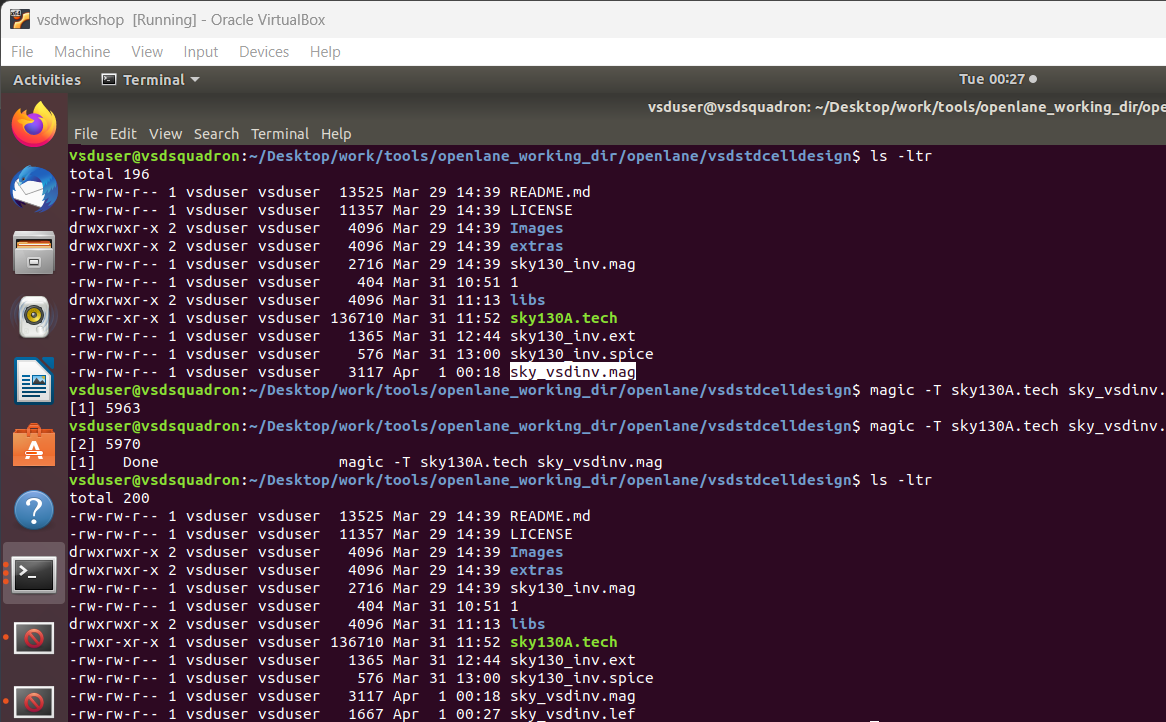 vsdworkshop [Running] - Oracle VirtualBox
File Machine View Input Devices Help
Activities Terminal Tue 00:27
vsduser@vsdsquadron: ~/Desktop/work/tools/openlane_working_dir/ope
File Edit View Search Terminal Help
vsduser@vsdsquadron:~/Desktop/work/tools/openlane_working_dir/openlane/vsdstdcelldesign$ ls -ltr
total 196
-rw-rw-r-- 1 vsduser vsduser  13525 Mar 29 14:39 README.md
-rw-rw-r-- 1 vsduser vsduser  11357 Mar 29 14:39 LICENSE
drwxrwxr-x 2 vsduser vsduser   4096 Mar 29 14:39 Images
drwxrwxr-x 2 vsduser vsduser   4096 Mar 29 14:39 extras
-rw-rw-r-- 1 vsduser vsduser   2716 Mar 29 14:39 sky130_inv.mag
-rw-rw-r-- 1 vsduser vsduser    404 Mar 31 10:51 1
drwxrwxr-x 2 vsduser vsduser   4096 Mar 31 11:13 libs
-rwxr-xr-x 1 vsduser vsduser 136710 Mar 31 11:52 sky130A.tech
-rw-rw-r-- 1 vsduser vsduser   1365 Mar 31 12:44 sky130_inv.ext
-rw-rw-r-- 1 vsduser vsduser    576 Mar 31 13:00 sky130_inv.spice
-rw-rw-r-- 1 vsduser vsduser   3117 Apr  1 00:18 sky_vsdinv.mag
vsduser@vsdsquadron:~/Desktop/work/tools/openlane_working_dir/openlane/vsdstdcelldesign$ magic -T sky130A.tech sky_vsdinv.
[1] 5963
vsduser@vsdsquadron:~/Desktop/work/tools/openlane_working_dir/openlane/vsdstdcelldesign$ magic -T sky130A.tech sky_vsdinv.
[2] 5970
[1]   Done                    magic -T sky130A.tech sky_vsdinv.mag
vsduser@vsdsquadron:~/Desktop/work/tools/openlane_working_dir/openlane/vsdstdcelldesign$ ls -ltr
total 200
-rw-rw-r-- 1 vsduser vsduser  13525 Mar 29 14:39 README.md
-rw-rw-r-- 1 vsduser vsduser  11357 Mar 29 14:39 LICENSE
drwxrwxr-x 2 vsduser vsduser   4096 Mar 29 14:39 Images
drwxrwxr-x 2 vsduser vsduser   4096 Mar 29 14:39 extras
-rw-rw-r-- 1 vsduser vsduser   2716 Mar 29 14:39 sky130_inv.mag
-rw-rw-r-- 1 vsduser vsduser    404 Mar 31 10:51 1
drwxrwxr-x 2 vsduser vsduser   4096 Mar 31 11:13 libs
-rwxr-xr-x 1 vsduser vsduser 136710 Mar 31 11:52 sky130A.tech
-rw-rw-r-- 1 vsduser vsduser   1365 Mar 31 12:44 sky130_inv.ext
-rw-rw-r-- 1 vsduser vsduser    576 Mar 31 13:00 sky130_inv.spice
-rw-rw-r-- 1 vsduser vsduser   3117 Apr  1 00:18 sky_vsdinv.mag
-rw-rw-r-- 1 vsduser vsduser   1667 Apr  1 00:27 sky_vsdinv.lef